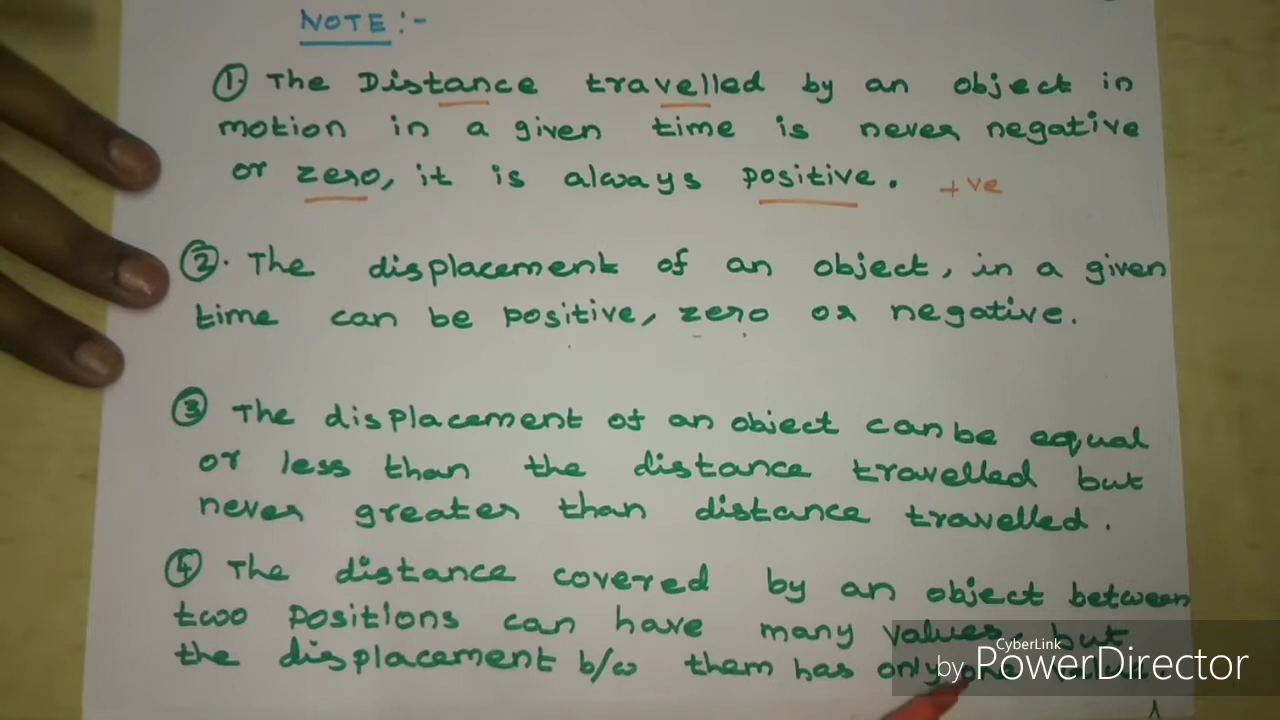 NOTE :-
①. The Distance travelled by an object in
motion in a given time is never negative
or zero, it is always positive. +ve
②. The displacement of an object, in a given
time can be positive, zero or negative.
③ The displacement of an object can be equal
or less than the distance travelled but
never greater than distance travelled.
④ The distance covered by an object between
two positions can have many values, but
the displacement b/w them has only one
CyberLink
by PowerDirector